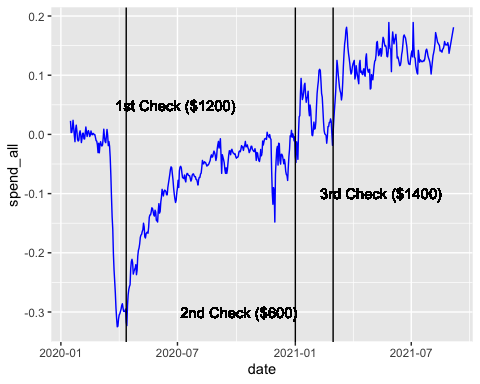 0.2
0.1
0.0
-0.1
-0.2
-0.3
spend_all
1st Check ($1200)
3rd Check ($1400)
2nd Check ($600)
2020-01
2020-07
2021-01
2021-07
date